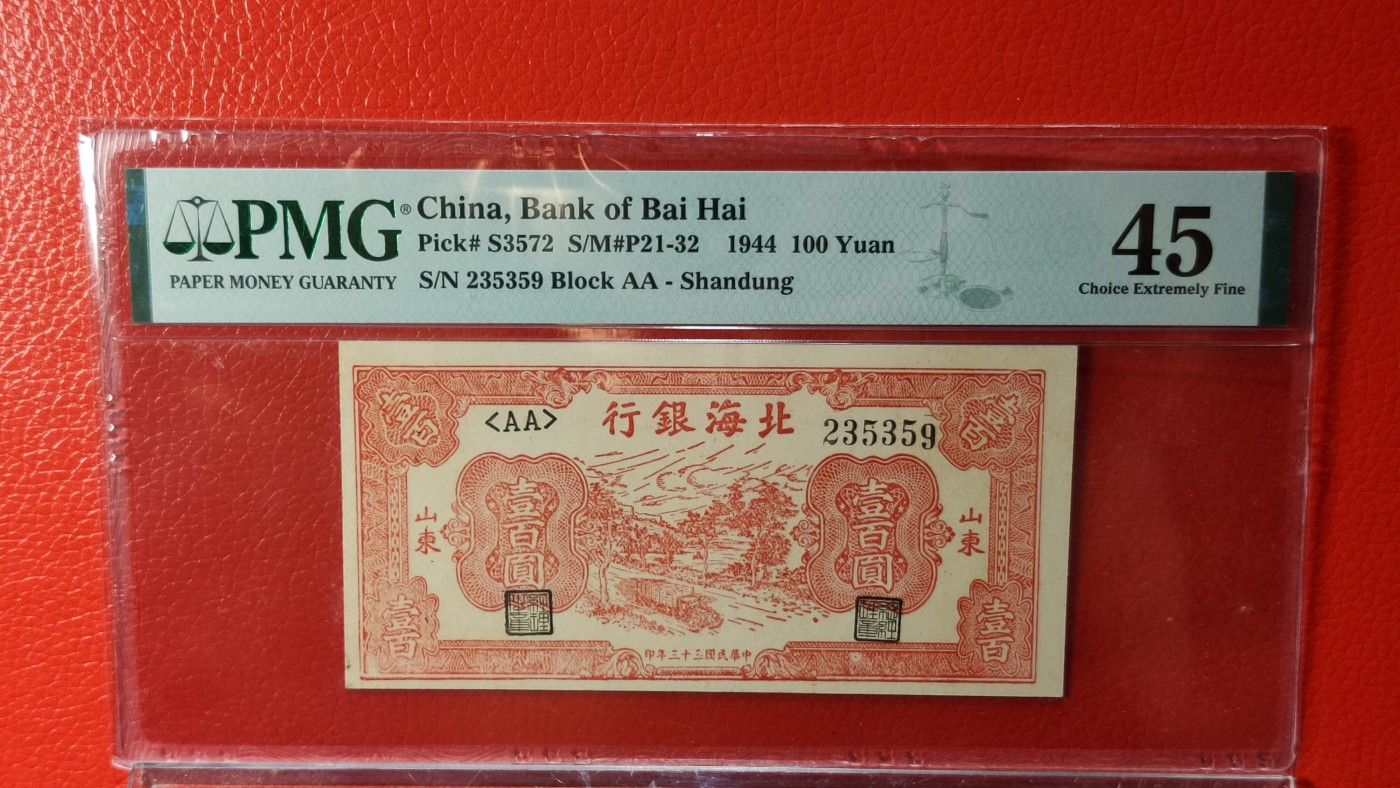 PMG®
PAPER MONEY GUARANTY
China, Bank of Bai Hai
Pick# S3572 S/M#P21-32 1944 100 Yuan
S/N 235359 Block AA - Shandung
45
Choice Extremely Fine
壹百
壹百
<AA>
行銀海北
235359
山東
壹百圓
壹百圓
山東
壹百
印年三十三國民華中
壹百